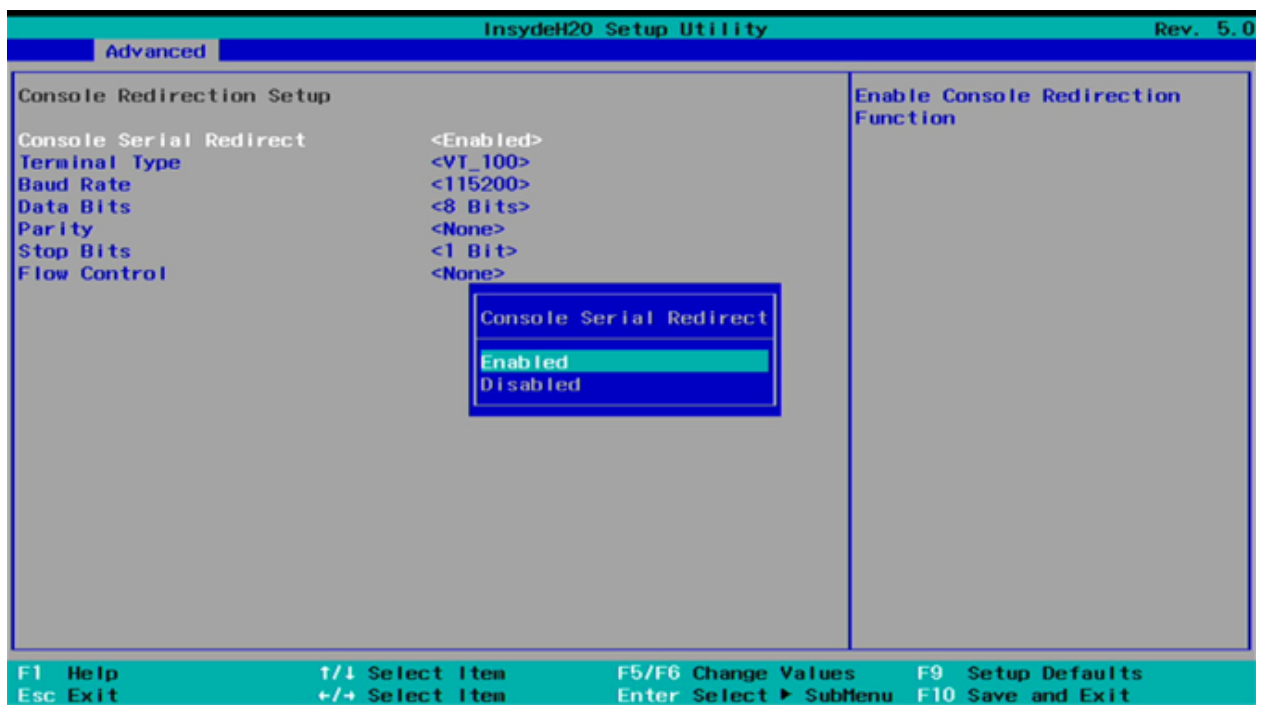 InsydeH20 Setup Utility Rev. 5.0
Advanced
Console Redirection Setup
Console Serial Redirect <Enabled>
Terminal Type <VT_100>
Baud Rate <115200>
Data Bits <8 Bits>
Parity <None>
Stop Bits <1 Bit>
Flow Control <None>
Console Serial Redirect
Enabled
Disabled
Enable Console Redirection
Function
F1 Help ↑/↓ Select Item F5/F6 Change Values F9 Setup Defaults
Esc Exit ←/→ Select Item Enter Select ▶ SubMenu F10 Save and Exit